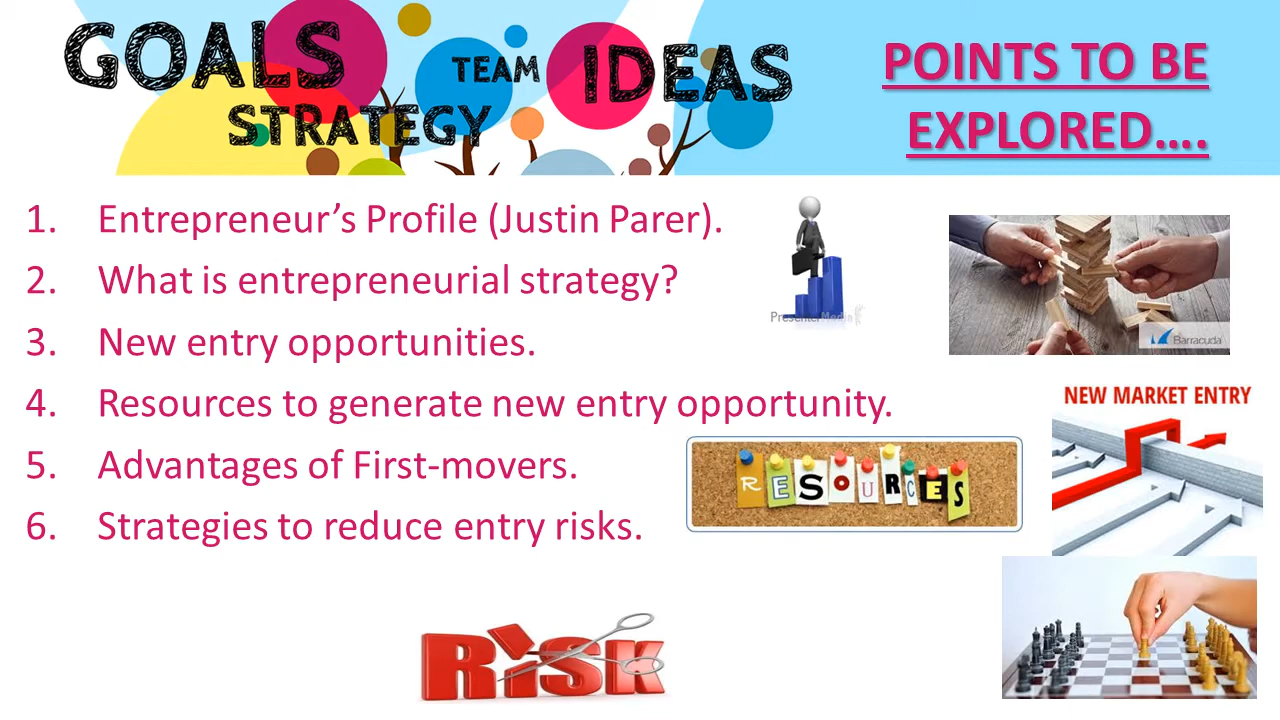 GOALS
TEAM
IDEAS
STRATEGY
POINTS TO BE
EXPLORED….
1. Entrepreneur’s Profile (Justin Parer).
2. What is entrepreneurial strategy?
3. New entry opportunities.
4. Resources to generate new entry opportunity.
5. Advantages of First-movers.
6. Strategies to reduce entry risks.
PresenterMedia
Barracuda
NEW MARKET ENTRY
RESOURCES
RiSK